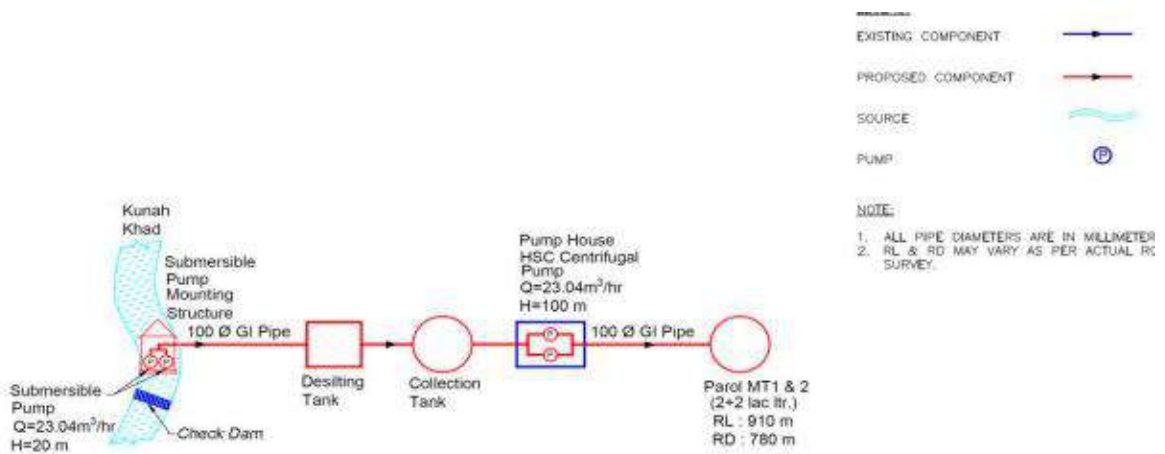 EXISTING COMPONENT
PROPOSED COMPONENT
SOURCE
PUMP
P
NOTE:
1. ALL PIPE DIAMETERS ARE IN MILLIMETER
2. RL & RD MAY VARY AS PER ACTUAL
SURVEY.
Kunah
Khad
Submersible
Pump
Mounting
Structure
100 Ø GI Pipe
P P
Submersible
Pump
Q=23.04m³/hr
H=20 m
Check Dam
Desilting
Tank
Collection
Tank
Pump House
HSC Centrifugal
Pump
Q=23.04m³/hr
H=100 m
P
P
100 Ø GI Pipe
Parol MT1 & 2
(2+2 lac ltr.)
RL : 910 m
RD : 780 m